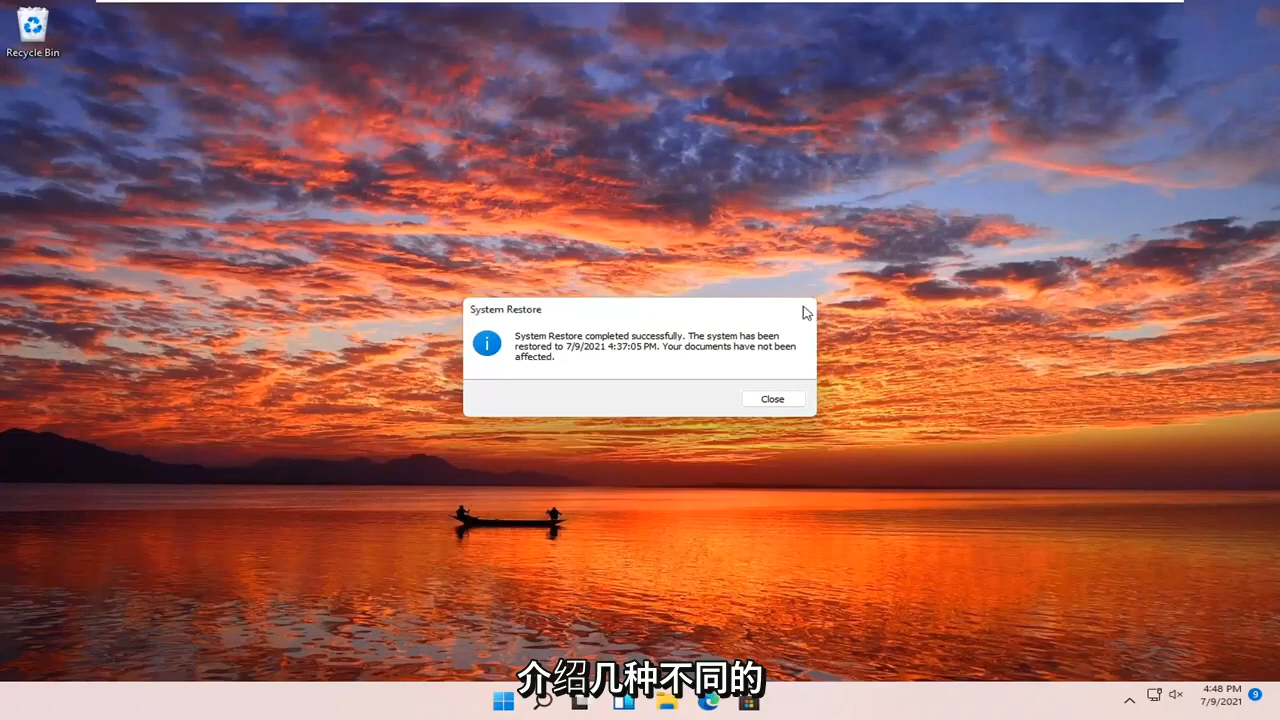 Recycle Bin
System Restore
System Restore completed successfully. The system has been
restored to 7/9/2021 4:37:05 PM. Your documents have not been
affected.
Close
介绍几种不同的
4:48 PM
7/9/2021
9